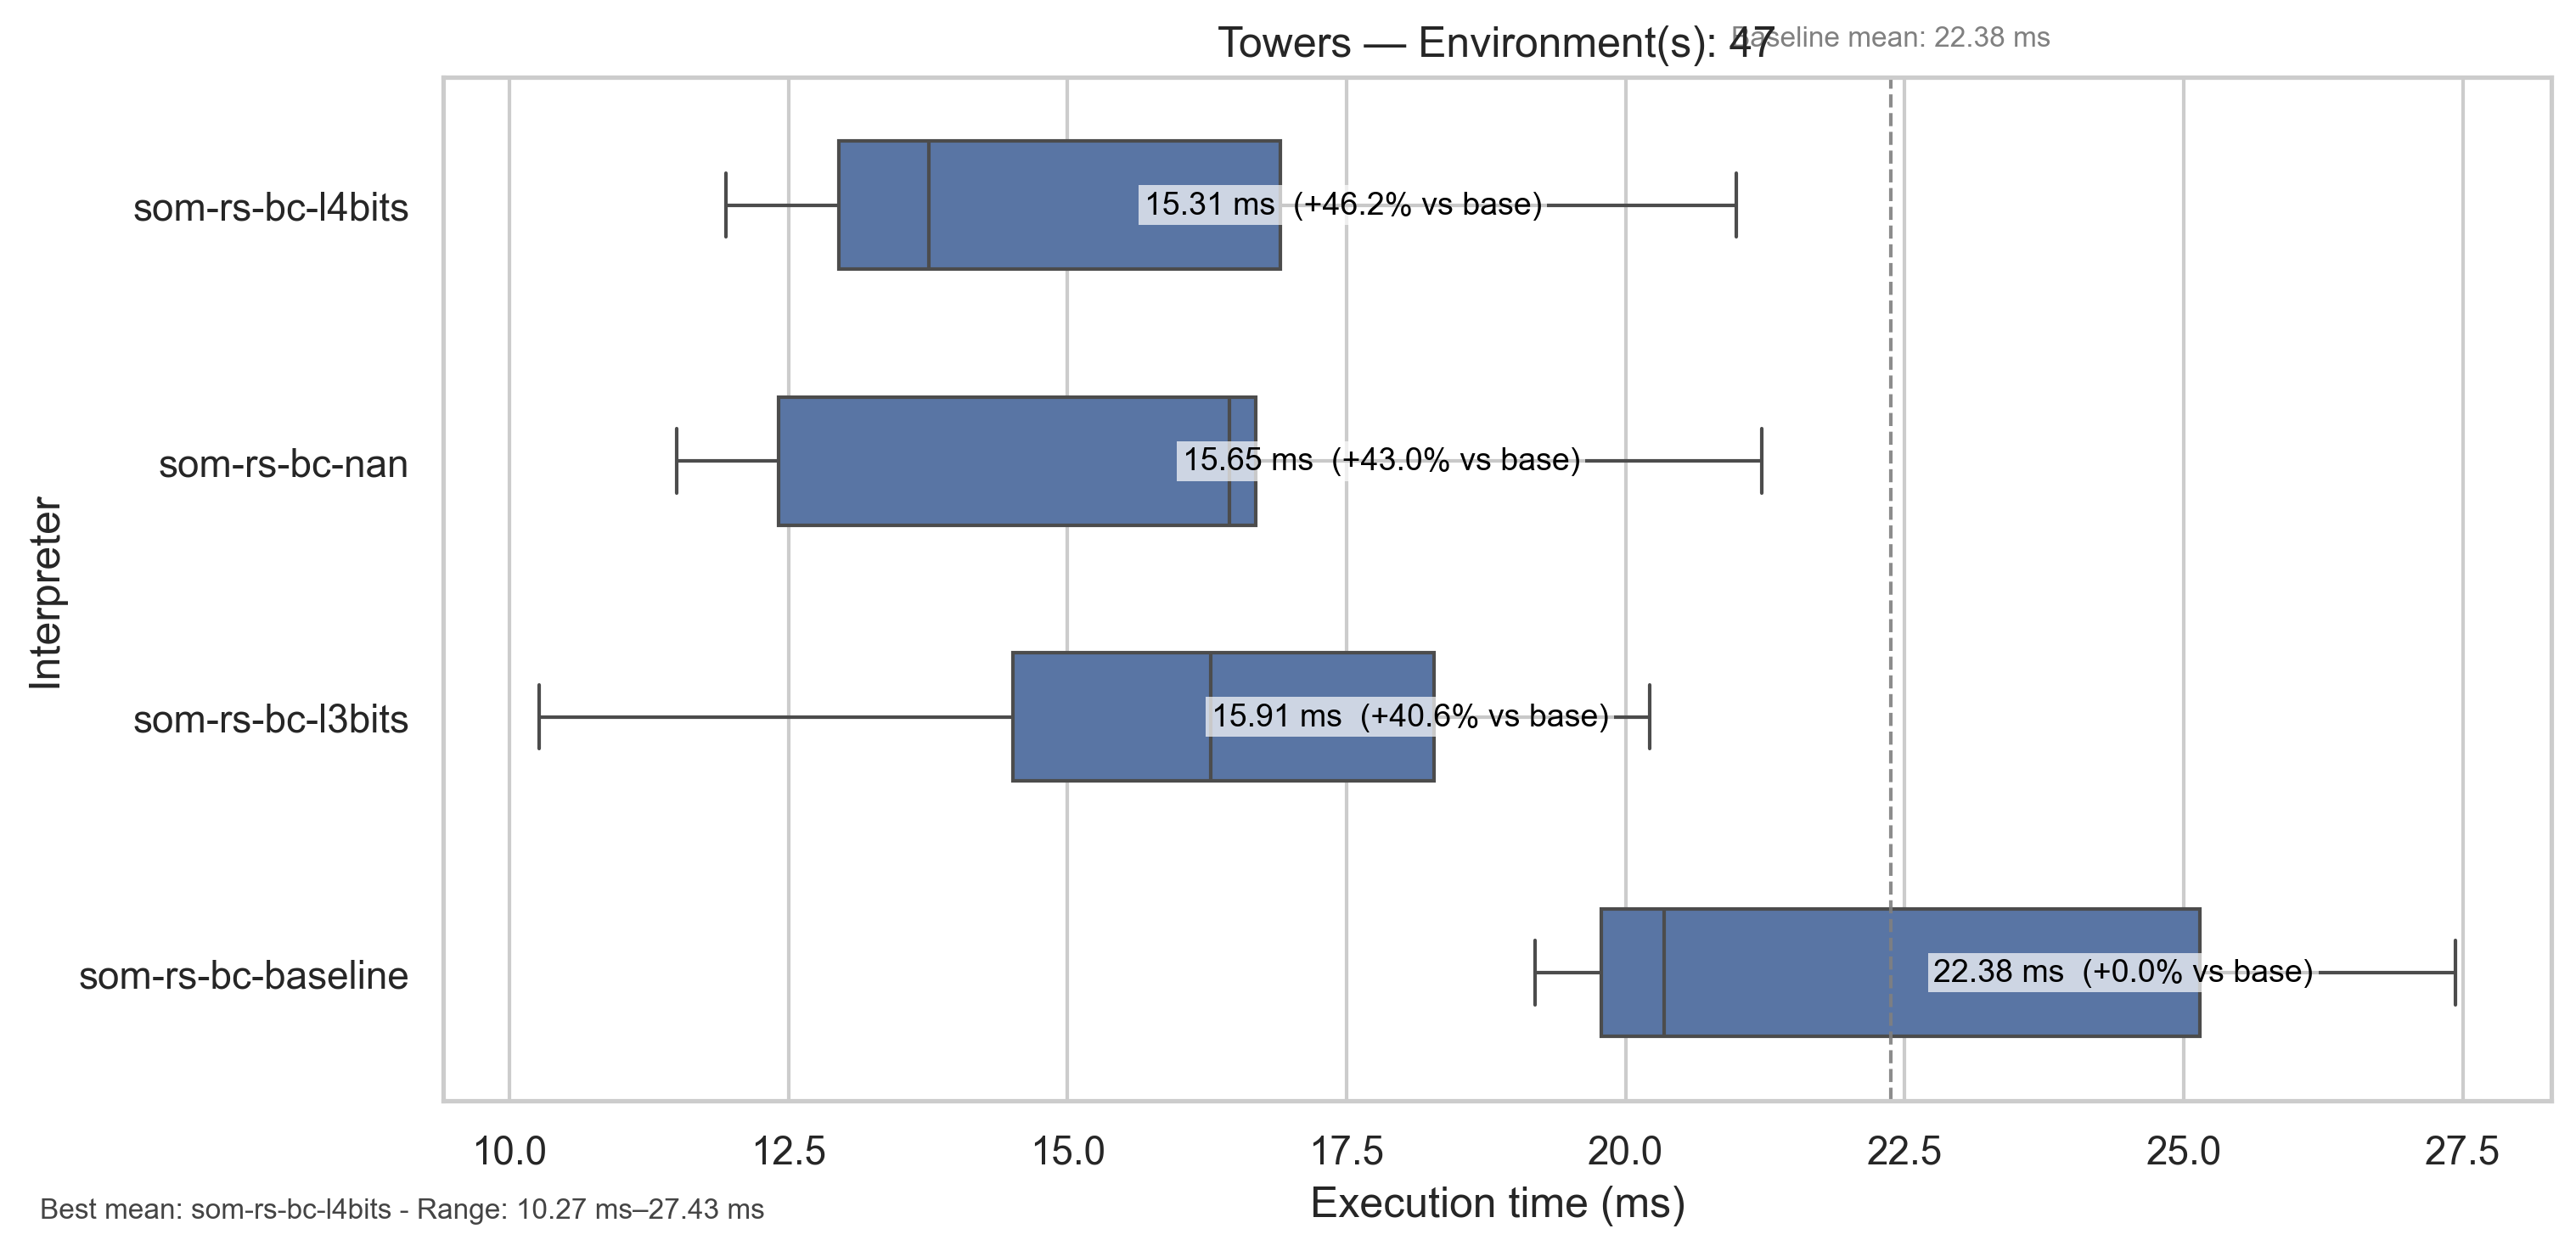 Towers — Environment(s): 47
Baseline mean: 22.38 ms
Interpreter
som-rs-bc-l4bits
15.31 ms (+46.2% vs base)
som-rs-bc-nan
15.65 ms (+43.0% vs base)
som-rs-bc-l3bits
15.91 ms (+40.6% vs base)
som-rs-bc-baseline
22.38 ms (+0.0% vs base)
10.0 12.5 15.0 17.5 20.0 22.5 25.0 27.5
Execution time (ms)
Best mean: som-rs-bc-l4bits - Range: 10.27 ms–27.43 ms